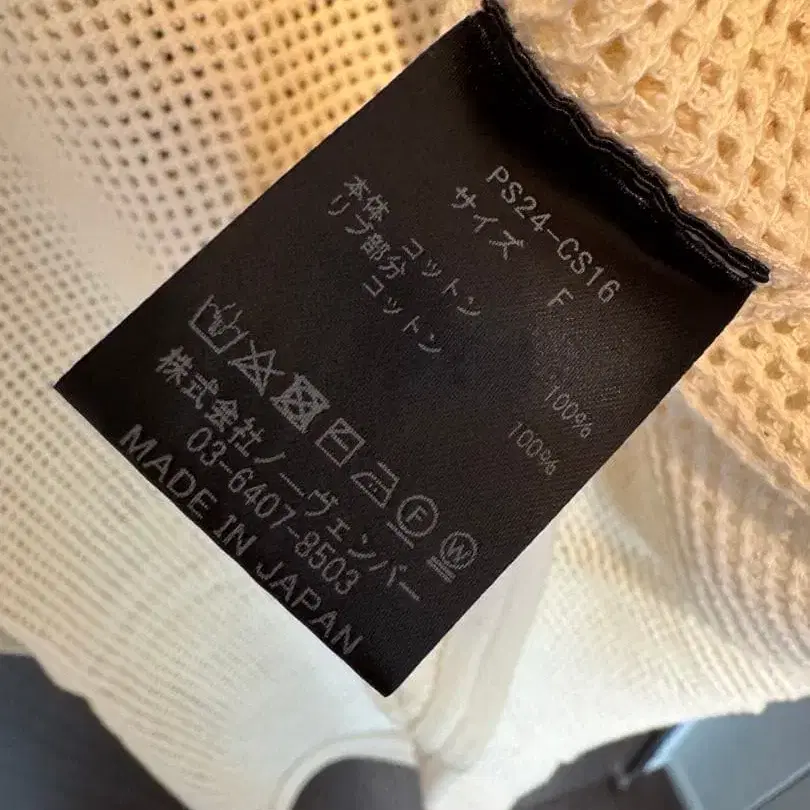 PS24-CS16
サイズ F
本体 コットン 100%
リブ部分 コットン 100%
F W
株式会社ノーヴェンバー
03-6407-8503
MADE IN JAPAN